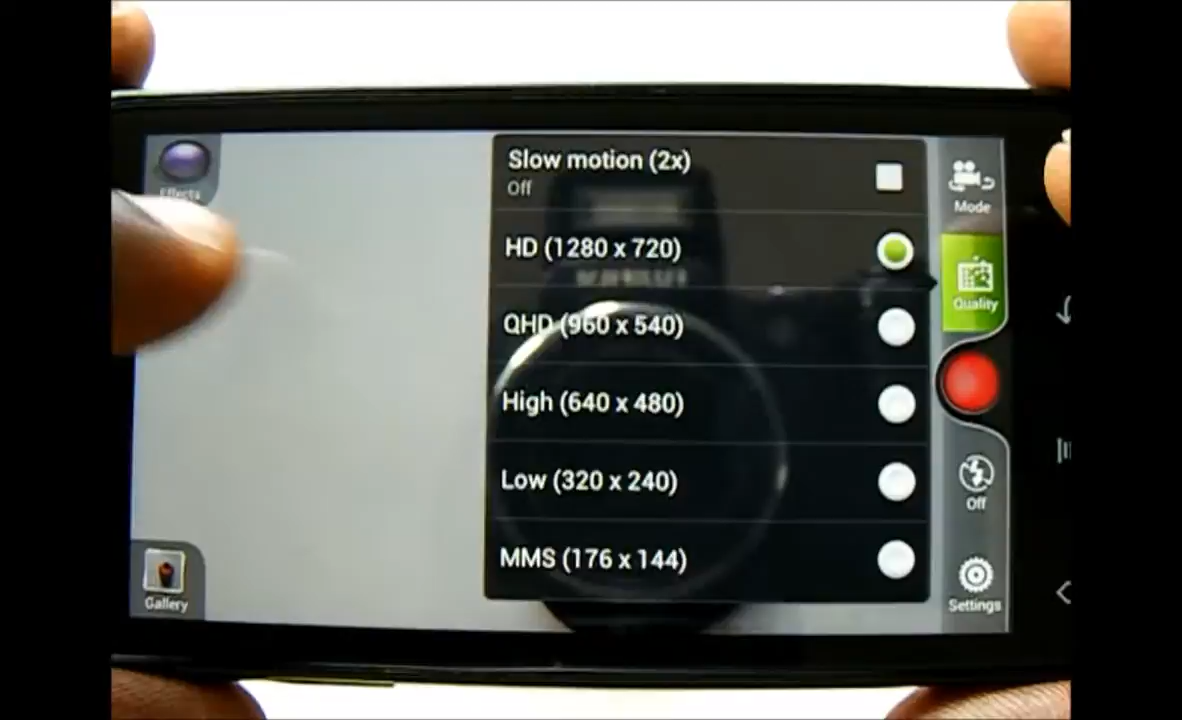 Effects
Slow motion (2x)
Off
HD (1280 x 720)
QHD (960 x 540)
High (640 x 480)
Low (320 x 240)
MMS (176 x 144)
Mode
Quality
Off
Settings
Gallery